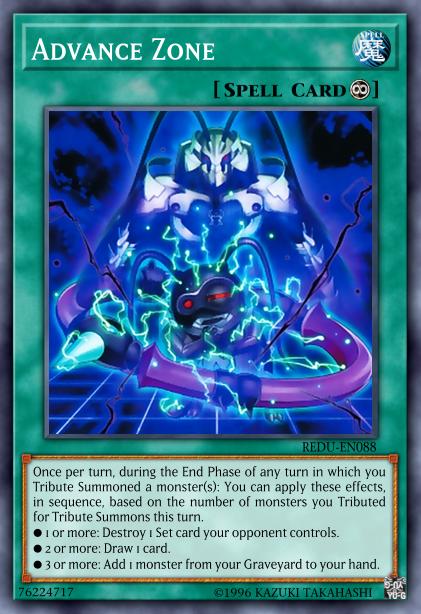 ADVANCE ZONE
SPELL
魔
[SPELL CARD]
REDU-EN088
Once per turn, during the End Phase of any turn in which you
Tribute Summoned a monster(s): You can apply these effects,
in sequence, based on the number of monsters you Tributed
for Tribute Summons this turn.
●1 or more: Destroy 1 Set card your opponent controls.
●2 or more: Draw 1 card.
●3 or more: Add 1 monster from your Graveyard to your hand.
76224717
©1996 KAZUKI TAKAHASHI